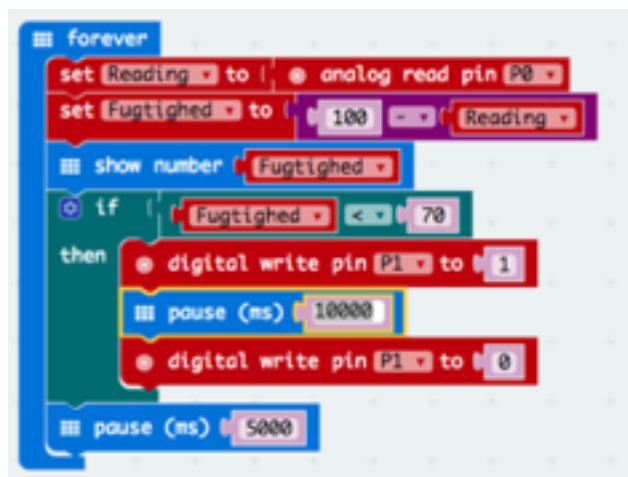 forever
set Reading to analog read pin P0
set Fugtighed to 100 - Reading
show number Fugtighed
if Fugtighed < 70
then digital write pin P1 to 1
pause (ms) 10000
digital write pin P1 to 0
pause (ms) 5000